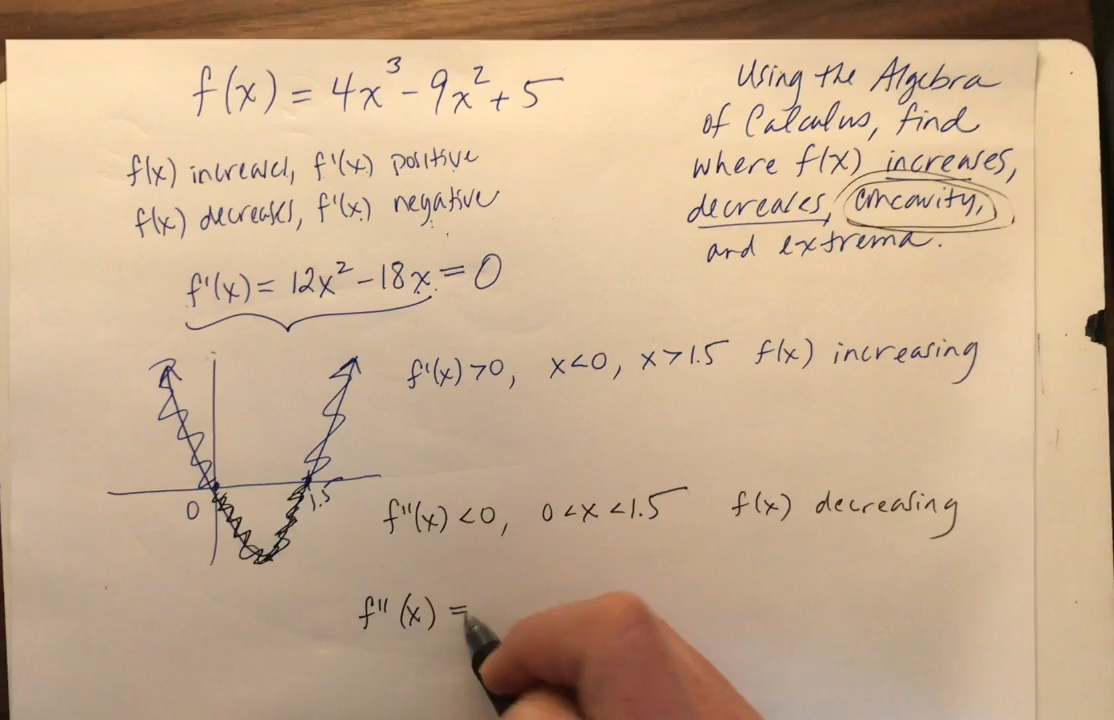 f(x) = 4x³ - 9x² + 5
Using the Algebra
of Calculus, find
where f(x) increases,
decreases, concavity,
and extrema.
f(x) increases, f'(x) positive
f(x) decreases, f'(x) negative
f'(x) = 12x² - 18x = 0
f'(x) > 0, x < 0, x > 1.5 f(x) increasing
0 1.5
f''(x) < 0, 0 < x < 1.5 f(x) decreasing
f''(x) =